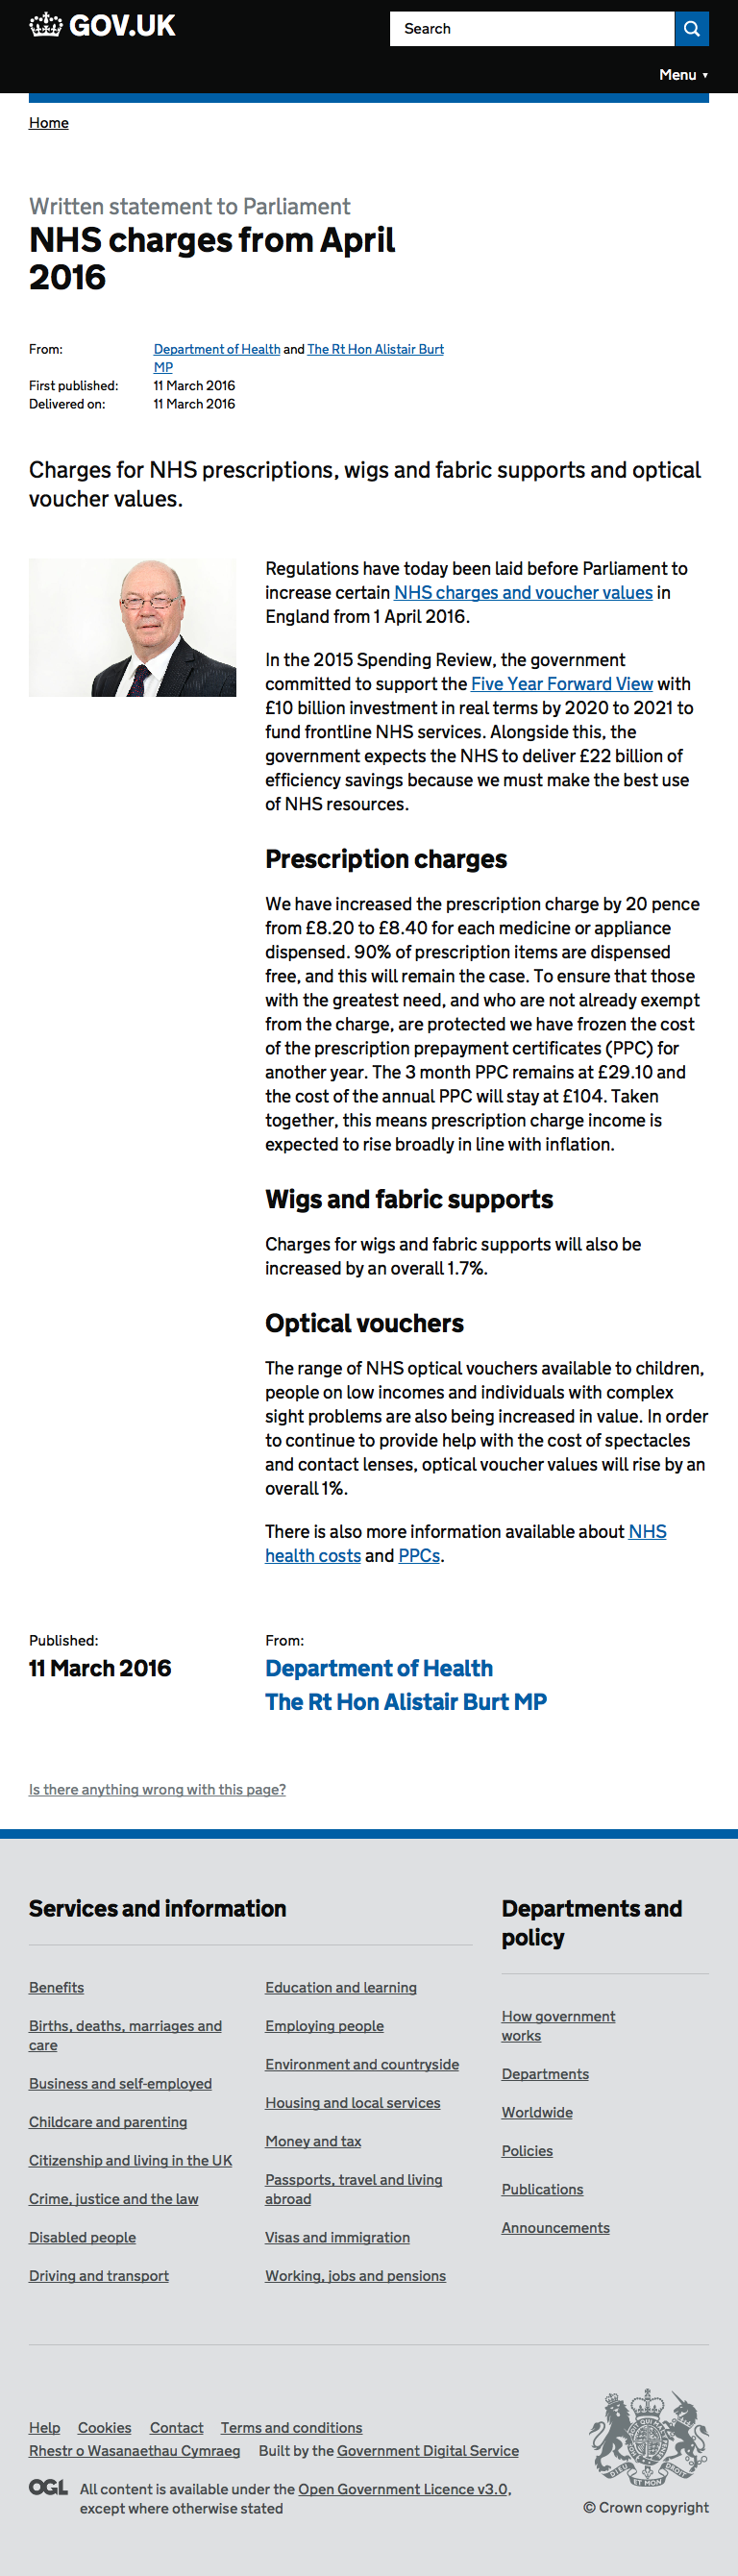 GOV.UK
Search
Menu ▼
Home
Written statement to Parliament
NHS charges from April
2016
From: Department of Health and The Rt Hon Alistair Burt
MP
First published: 11 March 2016
Delivered on: 11 March 2016
Charges for NHS prescriptions, wigs and fabric supports and optical
voucher values.
Regulations have today been laid before Parliament to
increase certain NHS charges and voucher values in
England from 1 April 2016.
In the 2015 Spending Review, the government
committed to support the Five Year Forward View with
£10 billion investment in real terms by 2020 to 2021 to
fund frontline NHS services. Alongside this, the
government expects the NHS to deliver £22 billion of
efficiency savings because we must make the best use
of NHS resources.
Prescription charges
We have increased the prescription charge by 20 pence
from £8.20 to £8.40 for each medicine or appliance
dispensed. 90% of prescription items are dispensed
free, and this will remain the case. To ensure that those
with the greatest need, and who are not already exempt
from the charge, are protected we have frozen the cost
of the prescription prepayment certificates (PPC) for
another year. The 3 month PPC remains at £29.10 and
the cost of the annual PPC will stay at £104. Taken
together, this means prescription charge income is
expected to rise broadly in line with inflation.
Wigs and fabric supports
Charges for wigs and fabric supports will also be
increased by an overall 1.7%.
Optical vouchers
The range of NHS optical vouchers available to children,
people on low incomes and individuals with complex
sight problems are also being increased in value. In order
to continue to provide help with the cost of spectacles
and contact lenses, optical voucher values will rise by an
overall 1%.
There is also more information available about NHS
health costs and PPCs.
Published:
11 March 2016
From:
Department of Health
The Rt Hon Alistair Burt MP
Is there anything wrong with this page?
Services and information
Benefits
Births, deaths, marriages and
care
Business and self-employed
Childcare and parenting
Citizenship and living in the UK
Crime, justice and the law
Disabled people
Driving and transport
Education and learning
Employing people
Environment and countryside
Housing and local services
Money and tax
Passports, travel and living
abroad
Visas and immigration
Working, jobs and pensions
Departments and
policy
How government
works
Departments
Worldwide
Policies
Publications
Announcements
Help Cookies Contact Terms and conditions
Rhestr o Wasanaethau Cymraeg Built by the Government Digital Service
OGL All content is available under the Open Government Licence v3.0,
except where otherwise stated
© Crown copyright